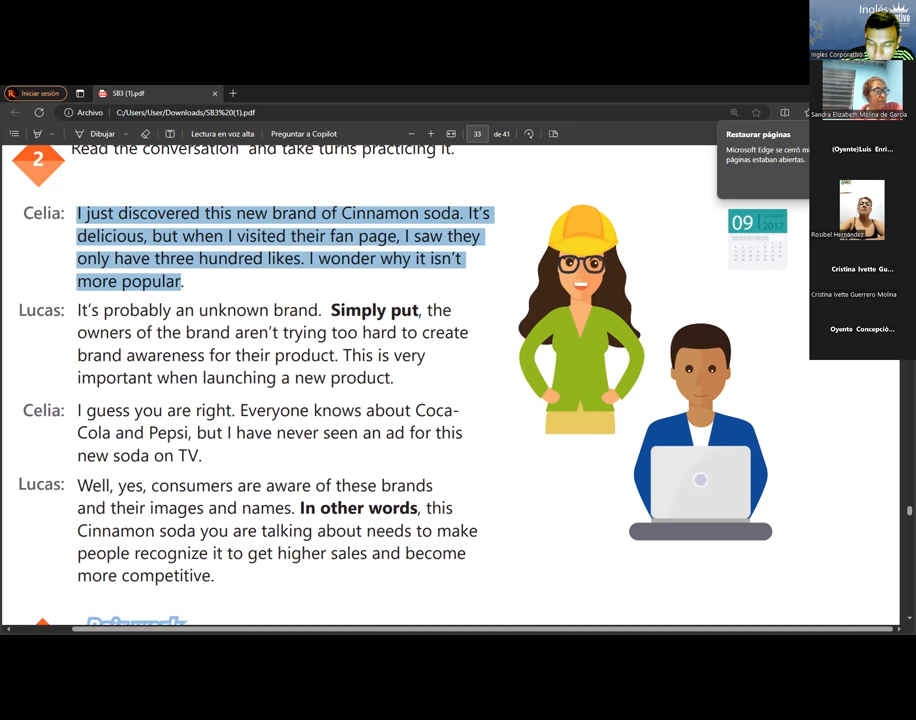 Inglés
Ingles Corporativo
Sandra Elizabeth Molina de Garcia
(Oyente)Luis Enri...
Rosibel Hernández
Cristina Ivette Gu...
Cristina Ivette Guerrero Molina
Oyente Concepció...
Iniciar sesión
SB3 (1).pdf
Archivo
C:/Users/User/Downloads/SB3%20(1).pdf
Dibujar
Lectura en voz alta
Preguntar a Copilot
33
de 41
Restaurar páginas
Microsoft Edge se cerró mi
páginas estaban abiertas.
2
Read the conversation and take turns practicing it.
Celia: I just discovered this new brand of Cinnamon soda. It's
delicious, but when I visited their fan page, I saw they
only have three hundred likes. I wonder why it isn't
more popular.
Lucas: It's probably an unknown brand. Simply put, the
owners of the brand aren't trying too hard to create
brand awareness for their product. This is very
important when launching a new product.
Celia: I guess you are right. Everyone knows about Coca-
Cola and Pepsi, but I have never seen an ad for this
new soda on TV.
Lucas: Well, yes, consumers are aware of these brands
and their images and names. In other words, this
Cinnamon soda you are talking about needs to make
people recognize it to get higher sales and become
more competitive.
09
2017